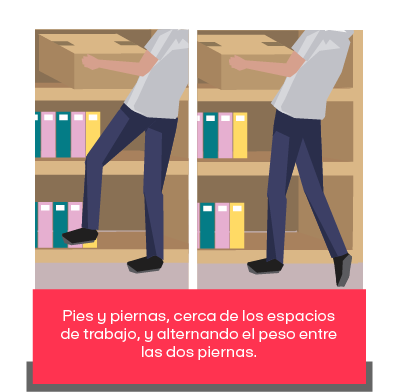 Pies y piernas, cerca de los espacios
de trabajo, y alternando el peso entre
las dos piernas.